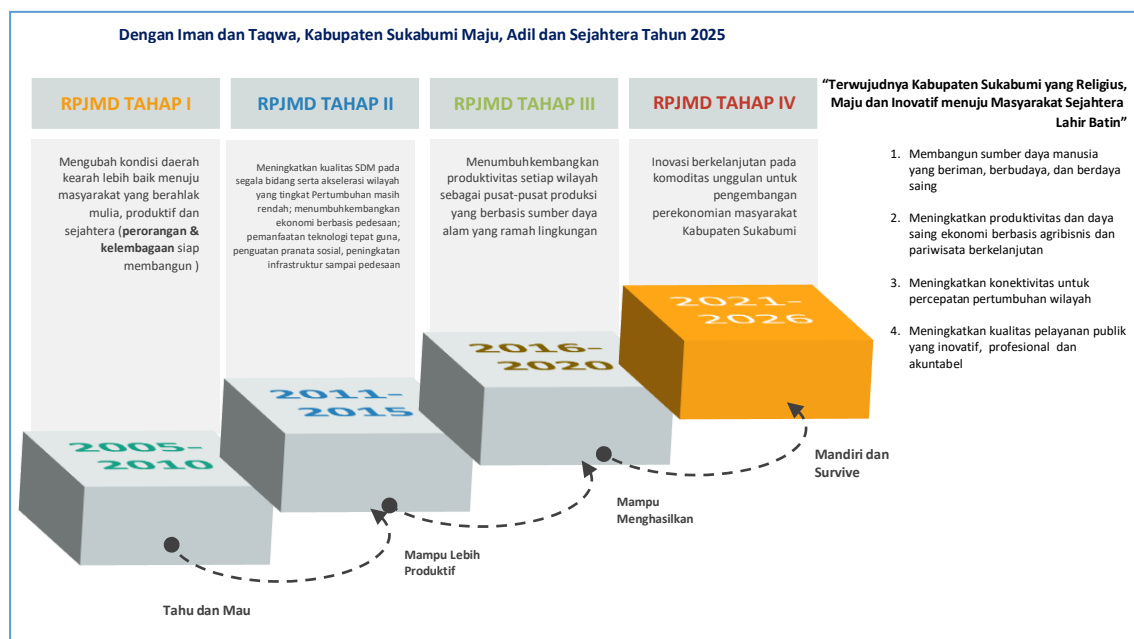 Dengan Iman dan Taqwa, Kabupaten Sukabumi Maju, Adil dan Sejahtera Tahun 2025
RPJMD TAHAP I
Mengubah kondisi daerah
kearah lebih baik menuju
masyarakat yang berahlak
mulia, produktif dan
sejahtera (perorangan &
kelembagaan siap
membangun )
2005-
2010
RPJMD TAHAP II
Meningkatkan kualitas SDM pada
segala bidang serta akselerasi wilayah
yang tingkat Pertumbuhan masih
rendah; menumbuhkembangkan
ekonomi berbasis pedesaan;
pemanfaatan teknologi tepat guna,
penguatan pranata sosial, peningkatan
infrastruktur sampai pedesaan
2011-
2015
RPJMD TAHAP III
Menumbuhkembangkan
produktivitas setiap wilayah
sebagai pusat-pusat produksi
yang berbasis sumber daya
alam yang ramah lingkungan
2016-
2020
RPJMD TAHAP IV
Inovasi berkelanjutan pada
komoditas unggulan untuk
pengembangan
perekonomian masyarakat
Kabupaten Sukabumi
2021-
2026
“Terwujudnya Kabupaten Sukabumi yang Religius,
Maju dan Inovatif menuju Masyarakat Sejahtera
Lahir Batin”
1. Membangun sumber daya manusia
yang beriman, berbudaya, dan berdaya
saing
2. Meningkatkan produktivitas dan daya
saing ekonomi berbasis agribisnis dan
pariwisata berkelanjutan
3. Meningkatkan konektivitas untuk
percepatan pertumbuhan wilayah
4. Meningkatkan kualitas pelayanan publik
yang inovatif, profesional dan
akuntabel
Tahu dan Mau
Mampu Lebih
Produktif
Mampu
Menghasilkan
Mandiri dan
Survive